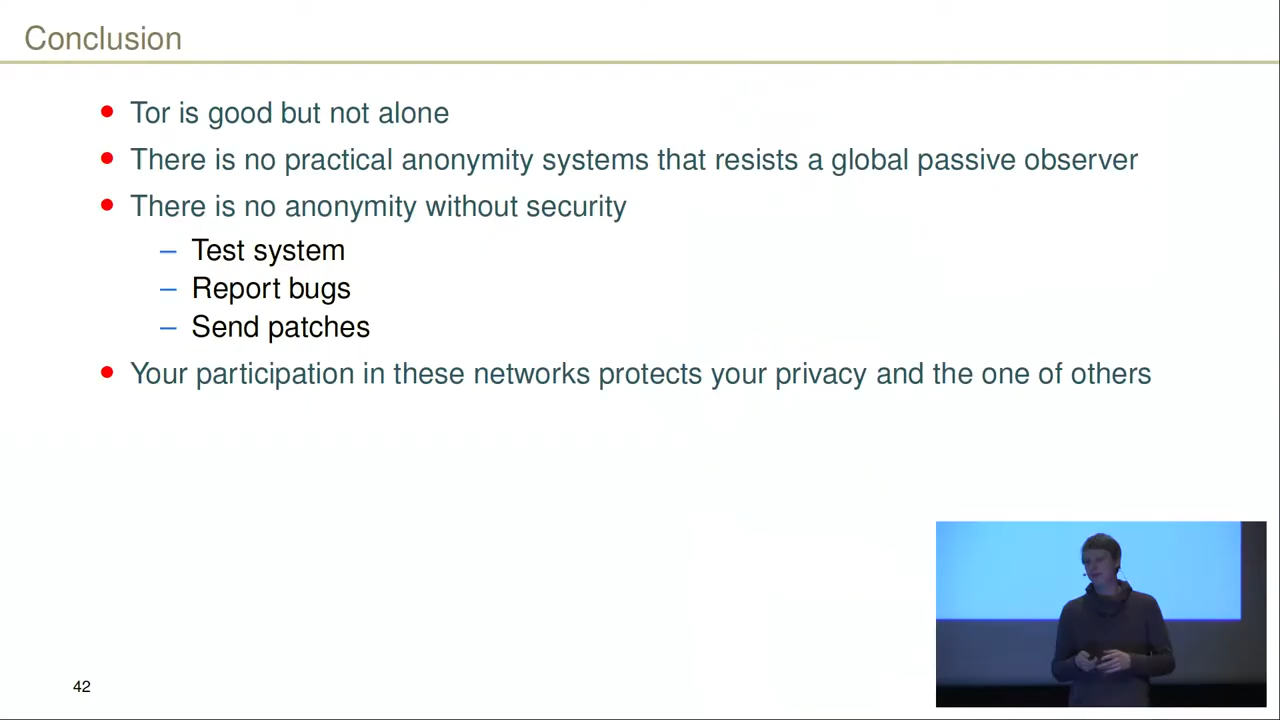 Conclusion
Tor is good but not alone
There is no practical anonymity systems that resists a global passive observer
There is no anonymity without security
– Test system
– Report bugs
– Send patches
Your participation in these networks protects your privacy and the one of others
42